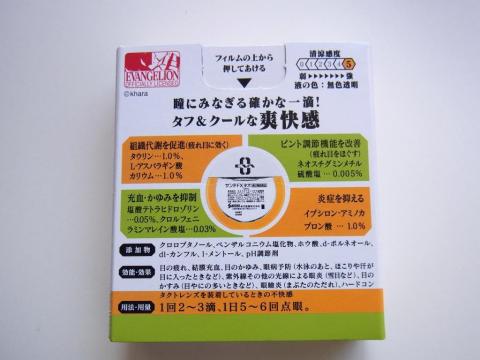 EVANGELION
OFFICIALLY LICENSED
©khara
フィルムの上から
押してあける
清涼感度
0 1 2 3 4 5
弱 強
液の色:無色透明
瞳にみなぎる確かな一滴!
タフ&クールな爽快感
組織代謝を促進(疲れ目に効く)
タウリン…1.0%、
L-アスパラギン酸
カリウム…1.0%
ピント調節機能を改善
(疲れ目をほぐす)
ネオスチグミンメチル
硫酸塩 … 0.005%
充血・かゆみを抑制
塩酸テトラヒドロゾリン
…0.05%、クロルフェニ
ラミンマレイン酸塩…0.03%
炎症を抑える
イプシロン-アミノカ
プロン酸 … 1.0%
サンテFXネオ
添加物
クロロブタノール、ベンザルコニウム塩化物、ホウ酸、d-ボルネオール、
dl-カンフル、l-メントール、pH調節剤
効能・効果
目の疲れ、結膜充血、目のかゆみ、眼病予防(水泳のあと、ほこりや汗が
目に入ったときなど)、紫外線その他の光線による眼炎(雪目など)、目の
かすみ(目やにの多いときなど)、眼瞼炎(まぶたのただれ)、ハードコン
タクトレンズを装着しているときの不快感
用法・用量
1回2〜3滴、1日5〜6回点眼。